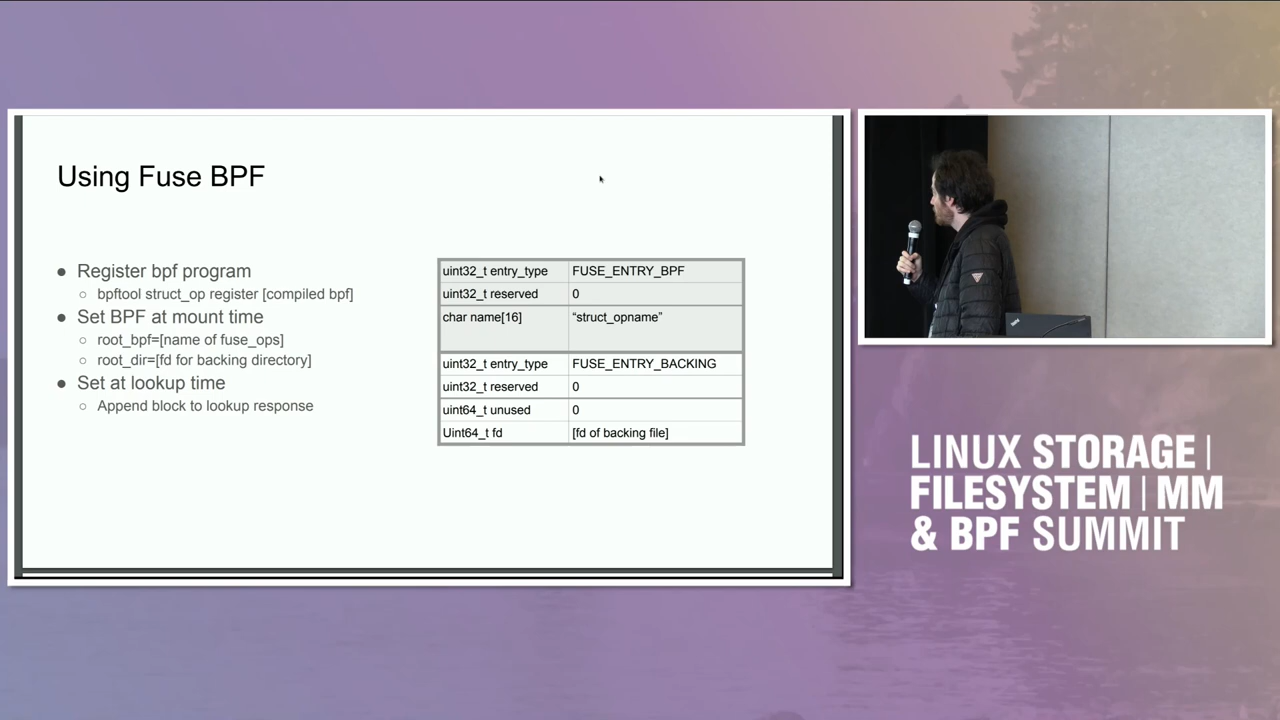 Using Fuse BPF
● Register bpf program
○ bpftool struct_op register [compiled bpf]
● Set BPF at mount time
○ root_bpf=[name of fuse_ops]
○ root_dir=[fd for backing directory]
● Set at lookup time
○ Append block to lookup response
uint32_t entry_type FUSE_ENTRY_BPF
uint32_t reserved 0
char name[16] “struct_opname”
uint32_t entry_type FUSE_ENTRY_BACKING
uint32_t reserved 0
uint64_t unused 0
Uint64_t fd [fd of backing file]
LINUX STORAGE |
FILESYSTEM | MM
& BPF SUMMIT